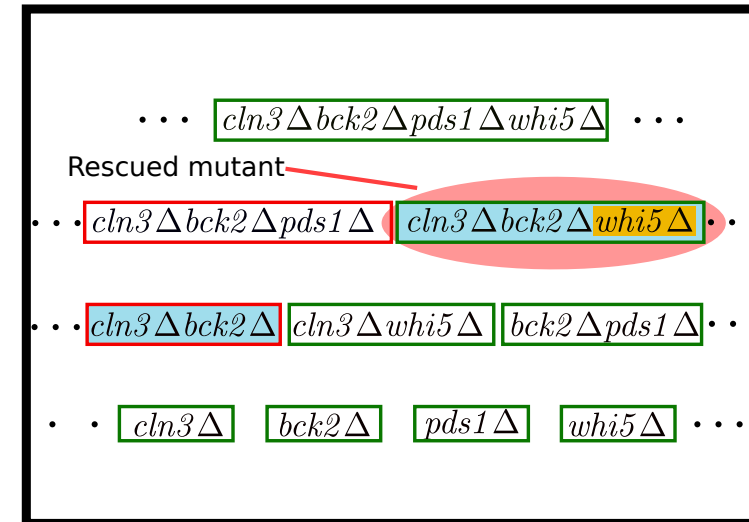 ··· cln3Δbck2Δpds1Δwhi5Δ ···
Rescued mutant
··· cln3Δbck2Δpds1Δ cln3Δbck2Δwhi5Δ ··
··· cln3Δbck2Δ cln3Δwhi5Δ bck2Δpds1Δ ··
· · cln3Δ bck2Δ pds1Δ whi5Δ ···